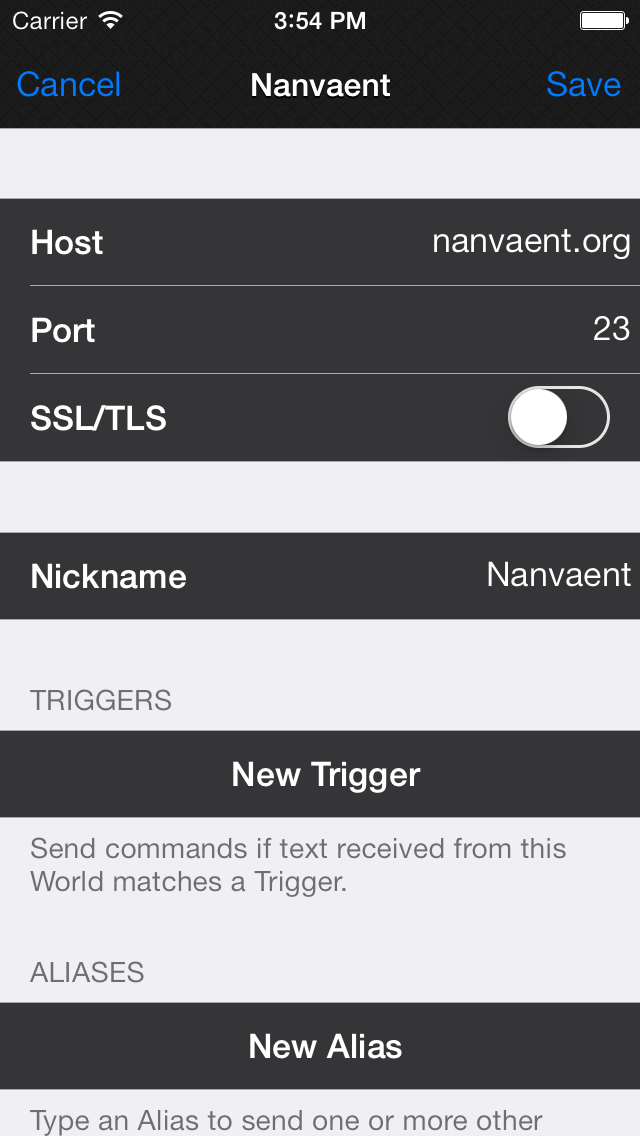 Carrier 3:54 PM
Cancel Nanvaent Save
Host nanvaent.org
Port 23
SSL/TLS
Nickname Nanvaent
TRIGGERS
New Trigger
Send commands if text received from this
World matches a Trigger.
ALIASES
New Alias
Type an Alias to send one or more other